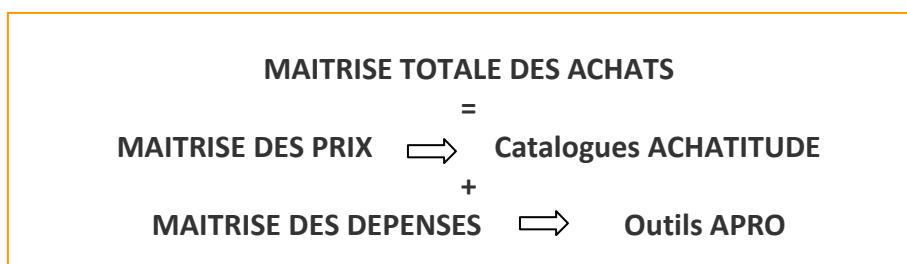 MAITRISE TOTALE DES ACHATS
=
MAITRISE DES PRIX Catalogues ACHATITUDE
+
MAITRISE DES DEPENSES Outils APRO